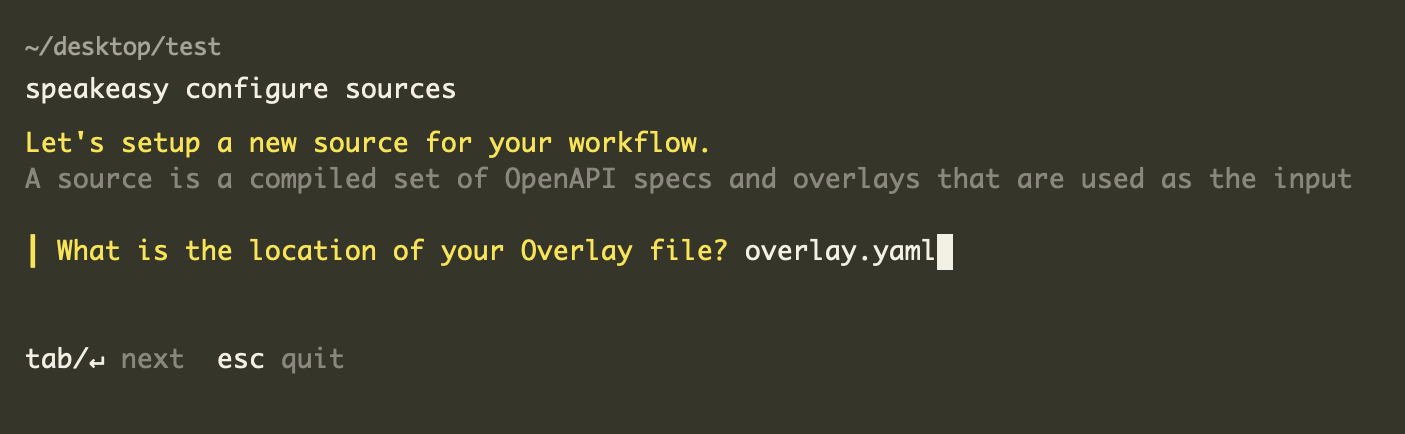 ~/desktop/test
speakeasy configure sources
Let's setup a new source for your workflow.
A source is a compiled set of OpenAPI specs and overlays that are used as the input
What is the location of your Overlay file? overlay.yaml
tab/↵ next  esc quit